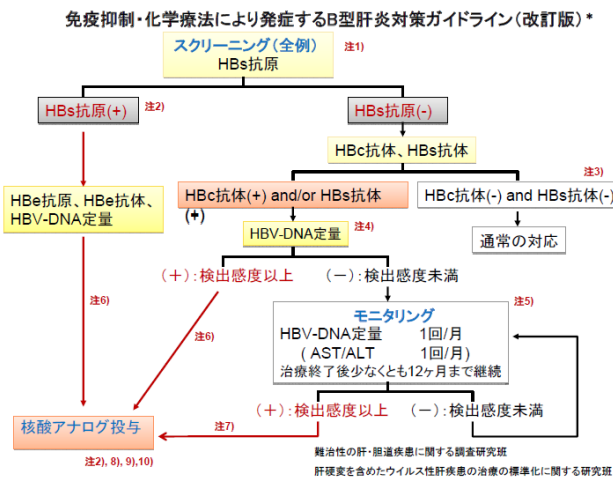 免疫抑制・化学療法により発症するB型肝炎対策ガイドライン(改訂版)*
スクリーニング(全例)
HBs抗原
注1)
HBs抗原(+)
注2)
HBs抗原(-)
HBc抗体、HBs抗体
注3)
HBe抗原、HBe抗体、
HBV-DNA定量
HBc抗体(+) and/or HBs抗体
(+)
HBc抗体(-) and HBs抗体(-)
HBV-DNA定量
注4)
通常の対応
(+):検出感度以上
(-):検出感度未満
注6)
注6)
モニタリング
HBV-DNA定量 1回/月
(AST/ALT 1回/月)
治療終了後少なくとも12ヶ月まで継続
注5)
(+):検出感度以上
(-):検出感度未満
核酸アナログ投与
注7)
注2), 8), 9),10)
難治性の肝・胆道疾患に関する調査研究班
肝硬変を含めたウイルス性肝疾患の治療の標準化に関する研究班